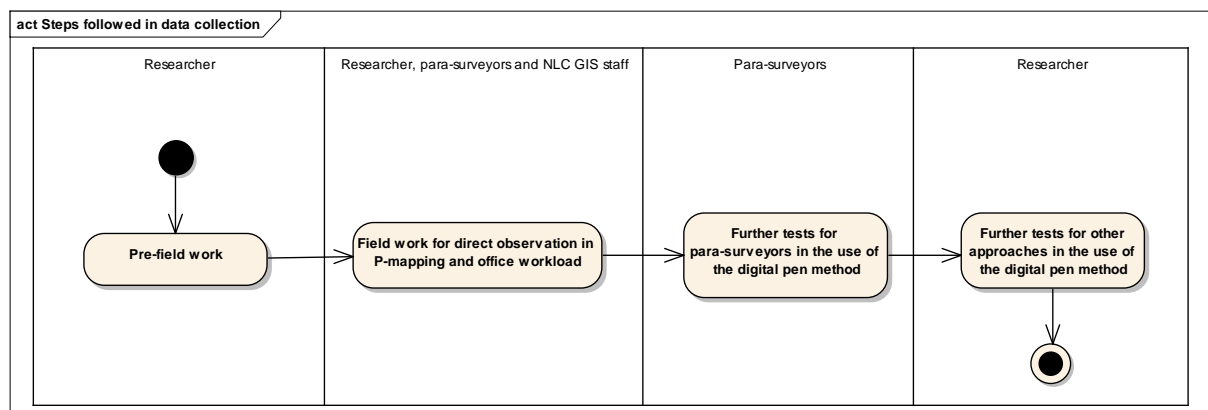 act Steps followed in data collection
Researcher
Researcher, para-surveyors and NLC GIS staff
Para-surveyors
Researcher
Pre-field work
Field work for direct observation in
P-mapping and office workload
Further tests for
para-surveyors in the use of
the digital pen method
Further tests for other
approaches in the use of
the digital pen method